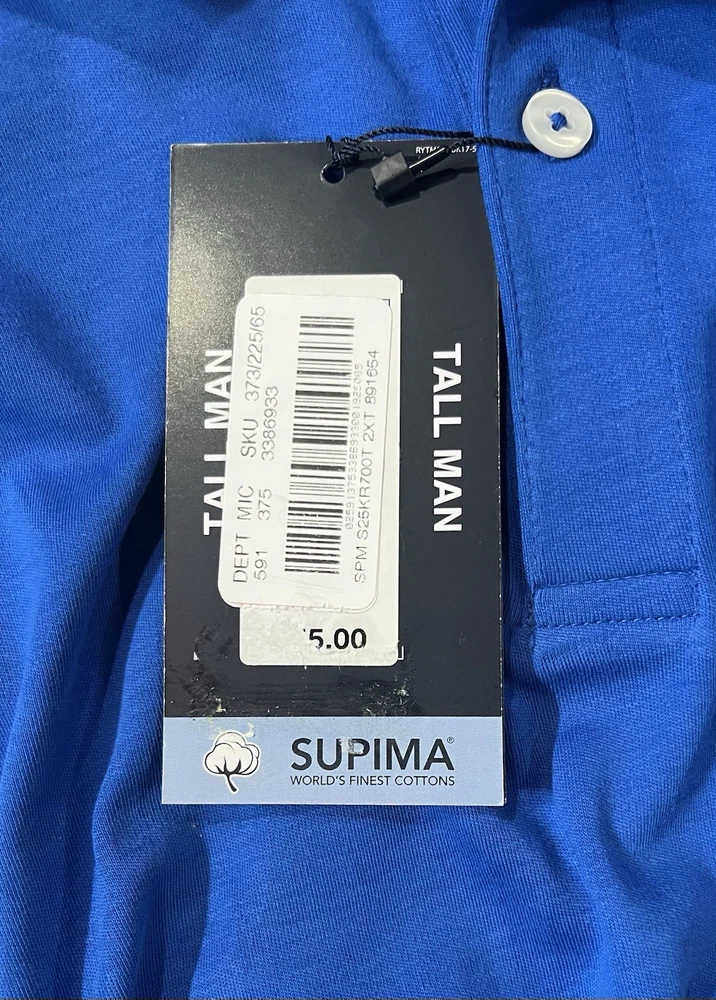 TALL MAN
DEPT MIC SKU 373/225/65
591 375 3386933
SPM S25KR700T 2XT 891654
5.00
TALL MAN
SUPIMA®
WORLD'S FINEST COTTONS